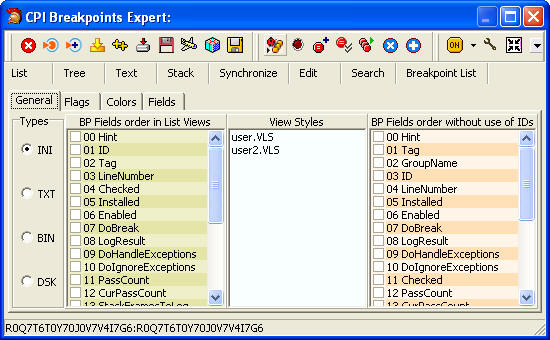 CPI Breakpoints Expert:
ON
List Tree Text Stack Synchronize Edit Search Breakpoint List
General Flags Colors Fields
Types
INI
TXT
BIN
DSK
BP Fields order in List Views
00 Hint
01 ID
02 Tag
03 LineNumber
04 Checked
05 Installed
06 Enabled
07 DoBreak
08 LogResult
09 DoHandleExceptions
10 DoIgnoreExceptions
11 PassCount
12 CurPassCount
13 StackFramesToLog
View Styles
user.VLS
user2.VLS
BP Fields order without use of IDs
00 Hint
01 Tag
02 GroupName
03 ID
04 LineNumber
05 Installed
06 Enabled
07 DoBreak
08 LogResult
09 DoHandleExceptions
10 DoIgnoreExceptions
11 Checked
12 PassCount
13 CurPassCount
R0Q7T6T0Y70J0V7V4I7G6:R0Q7T6T0Y70J0V7V4I7G6